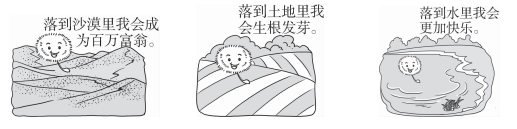 落到沙漠里我会成
为百万富翁。
落到土地里我
会生根发芽。
落到水里我会
更加快乐。